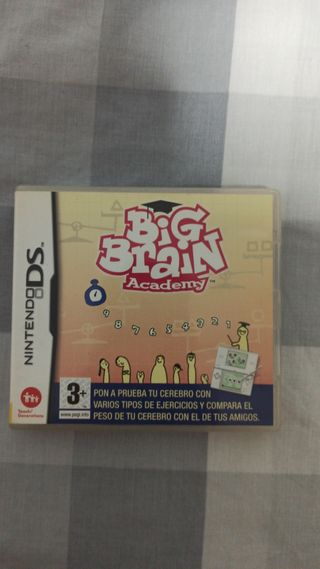 BiG
BraiN
Academy™
NINTENDO DS™
9 8 7 6 5 4 3 2 1
3+
www.pegi.info
Touch!
Generations
PON A PRUEBA TU CEREBRO CON
VARIOS TIPOS DE EJERCICIOS Y COMPARA EL
PESO DE TU CEREBRO CON EL DE TUS AMIGOS.